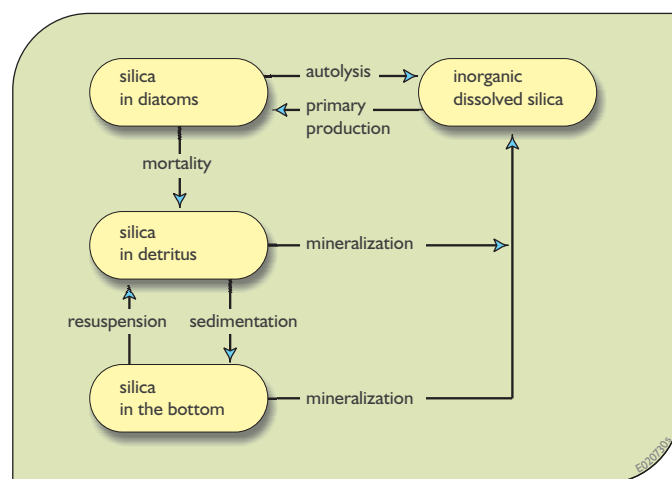 silica
in diatoms
autolysis
inorganic
dissolved silica
primary
production
mortality
silica
in detritus
mineralization
resuspension
sedimentation
silica
in the bottom
mineralization
E0207305